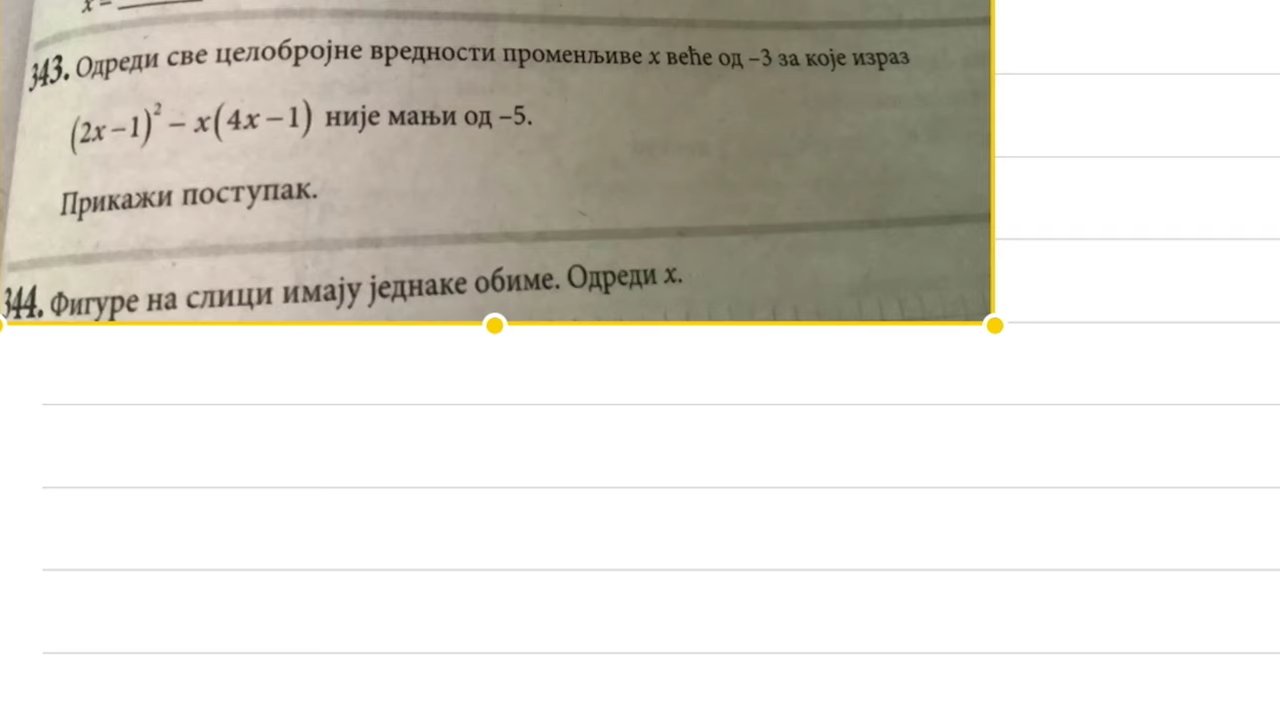 x = ____
343. Одреди све целобројне вредности променљиве x веће од –3 за које израз
(2x – 1)² – x(4x – 1) није мањи од –5.
Прикажи поступак.
344. Фигуре на слици имају једнаке обиме. Одреди x.